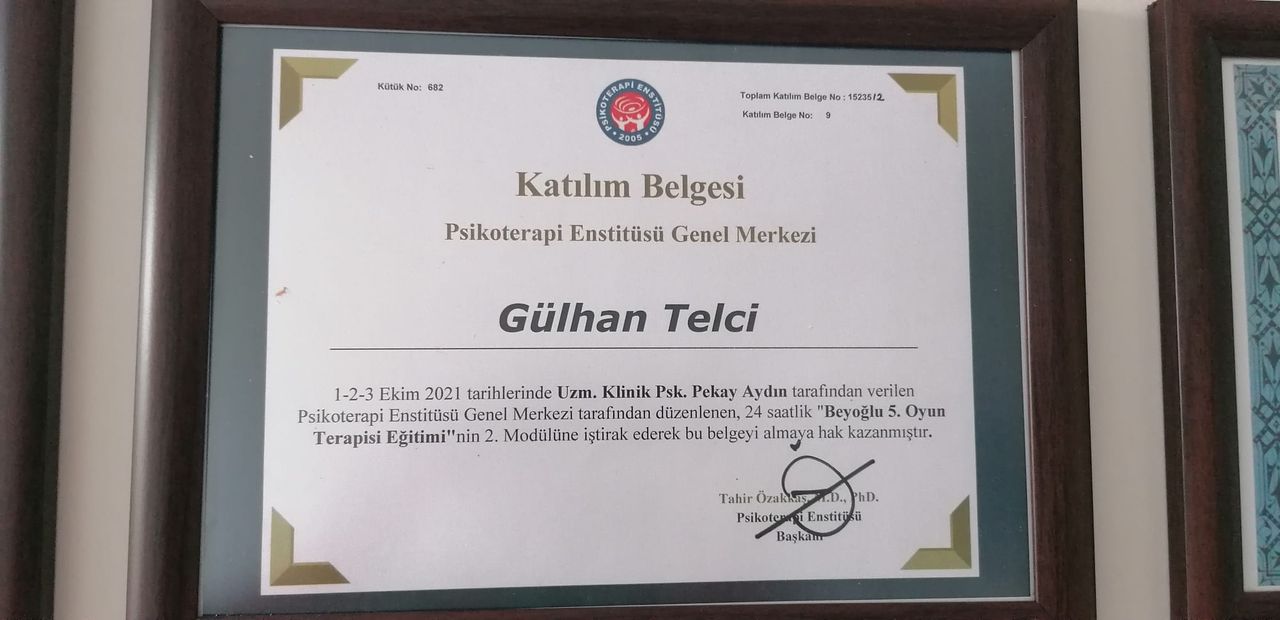 Kütük No: 682
PSİKOTERAPİ ENSTİTÜSÜ
• 2005 •
Toplam Katılım Belge No : 15235/2
Katılım Belge No: 9
Katılım Belgesi
Psikoterapi Enstitüsü Genel Merkezi
Gülhan Telci
1-2-3 Ekim 2021 tarihlerinde Uzm. Klinik Psk. Pekay Aydın tarafından verilen
Psikoterapi Enstitüsü Genel Merkezi tarafından düzenlenen, 24 saatlik "Beyoğlu 5. Oyun
Terapisi Eğitimi"nin 2. Modülüne iştirak ederek bu belgeyi almaya hak kazanmıştır.
Tahir Özakkaş, M.D., PhD.
Psikoterapi Enstitüsü
Başkanı